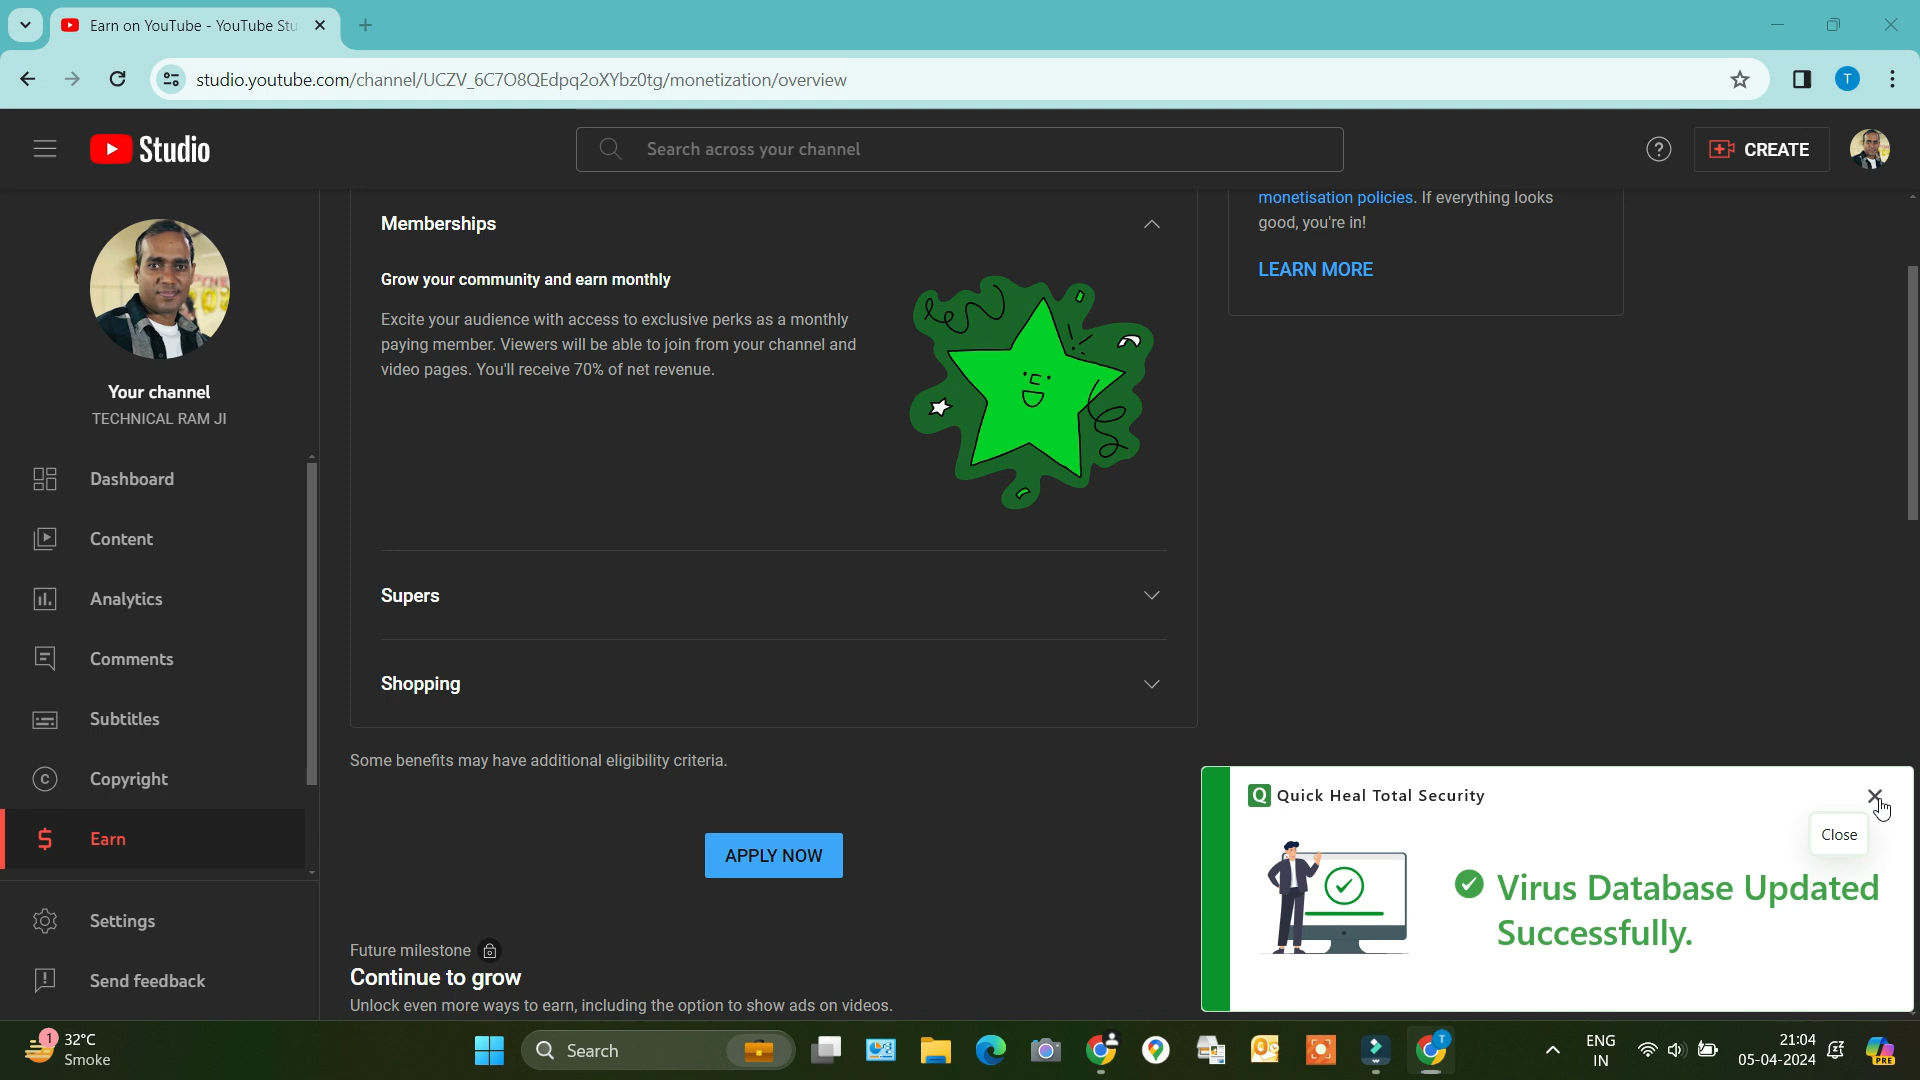 Earn on YouTube - YouTube Stu
studio.youtube.com/channel/UCZV_6C7O8QEdpq2oXYbz0tg/monetization/overview
T
Studio
Search across your channel
CREATE
Your channel
TECHNICAL RAM JI
Dashboard
Content
Analytics
Comments
Subtitles
Copyright
Earn
Settings
Send feedback
Memberships
Grow your community and earn monthly
Excite your audience with access to exclusive perks as a monthly
paying member. Viewers will be able to join from your channel and
video pages. You'll receive 70% of net revenue.
Supers
Shopping
Some benefits may have additional eligibility criteria.
APPLY NOW
Future milestone
Continue to grow
Unlock even more ways to earn, including the option to show ads on videos.
monetisation policies. If everything looks
good, you're in!
LEARN MORE
Quick Heal Total Security
Close
Virus Database Updated
Successfully.
1
32°C
Smoke
Search
T
ENG
IN
21:04
05-04-2024
PRE